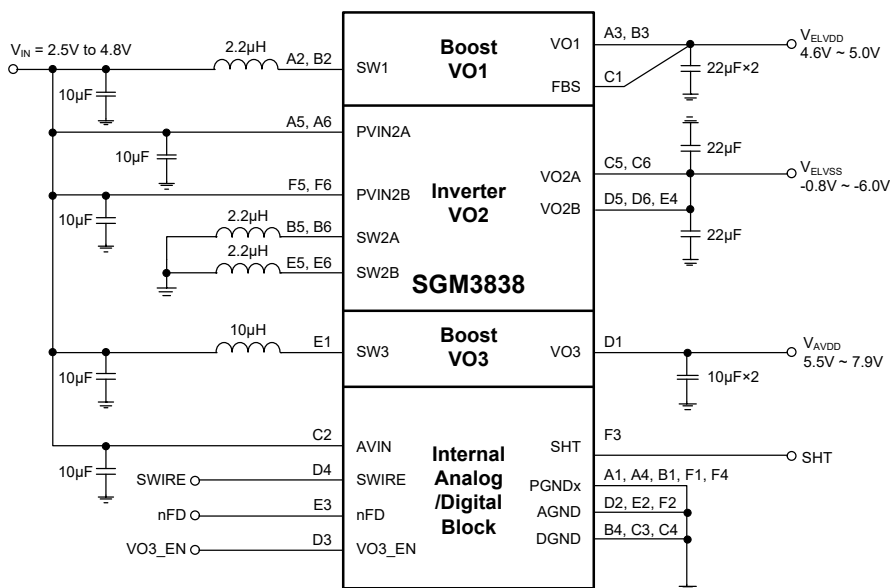 V_IN = 2.5V to 4.8V
2.2µH
A2, B2
SW1
Boost
VO1
VO1
A3, B3
V_ELVDD
4.6V ~ 5.0V
FBS
C1
22µF×2
10µF
A5, A6
PVIN2A
10µF
22µF
F5, F6
PVIN2B
Inverter
VO2
VO2A
C5, C6
V_ELVSS
-0.8V ~ -6.0V
VO2B
D5, D6, E4
10µF
2.2µH
B5, B6
SW2A
2.2µH
E5, E6
SW2B
22µF
SGM3838
10µH
E1
SW3
Boost
VO3
VO3
D1
V_AVDD
5.5V ~ 7.9V
10µF
10µF×2
C2
AVIN
Internal
Analog
/Digital
Block
SHT
F3
SHT
10µF
SWIRE
D4
SWIRE
PGNDx
A1, A4, B1, F1, F4
nFD
E3
nFD
AGND
D2, E2, F2
VO3_EN
D3
VO3_EN
DGND
B4, C3, C4